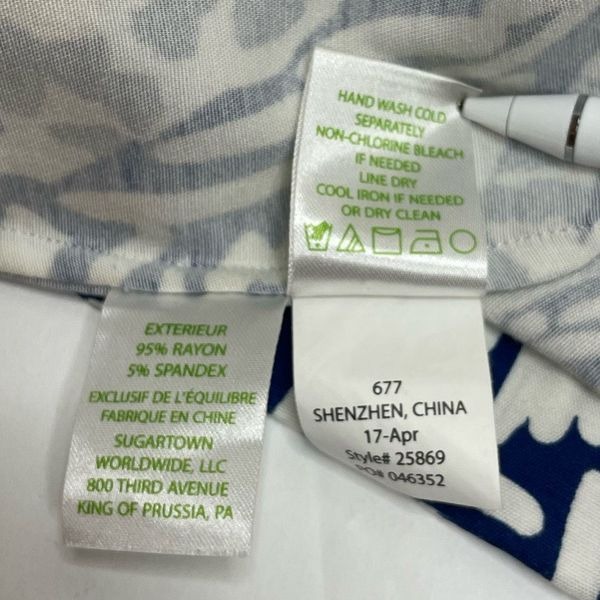 HAND WASH COLD
SEPARATELY
NON-CHLORINE BLEACH
IF NEEDED
LINE DRY
COOL IRON IF NEEDED
OR DRY CLEAN
EXTERIEUR
95% RAYON
5% SPANDEX
EXCLUSIF DE L'ÉQUILIBRE
FABRIQUE EN CHINE
SUGARTOWN
WORLDWIDE, LLC
800 THIRD AVENUE
KING OF PRUSSIA, PA
677
SHENZHEN, CHINA
17-Apr
Style# 25869
PO# 046352